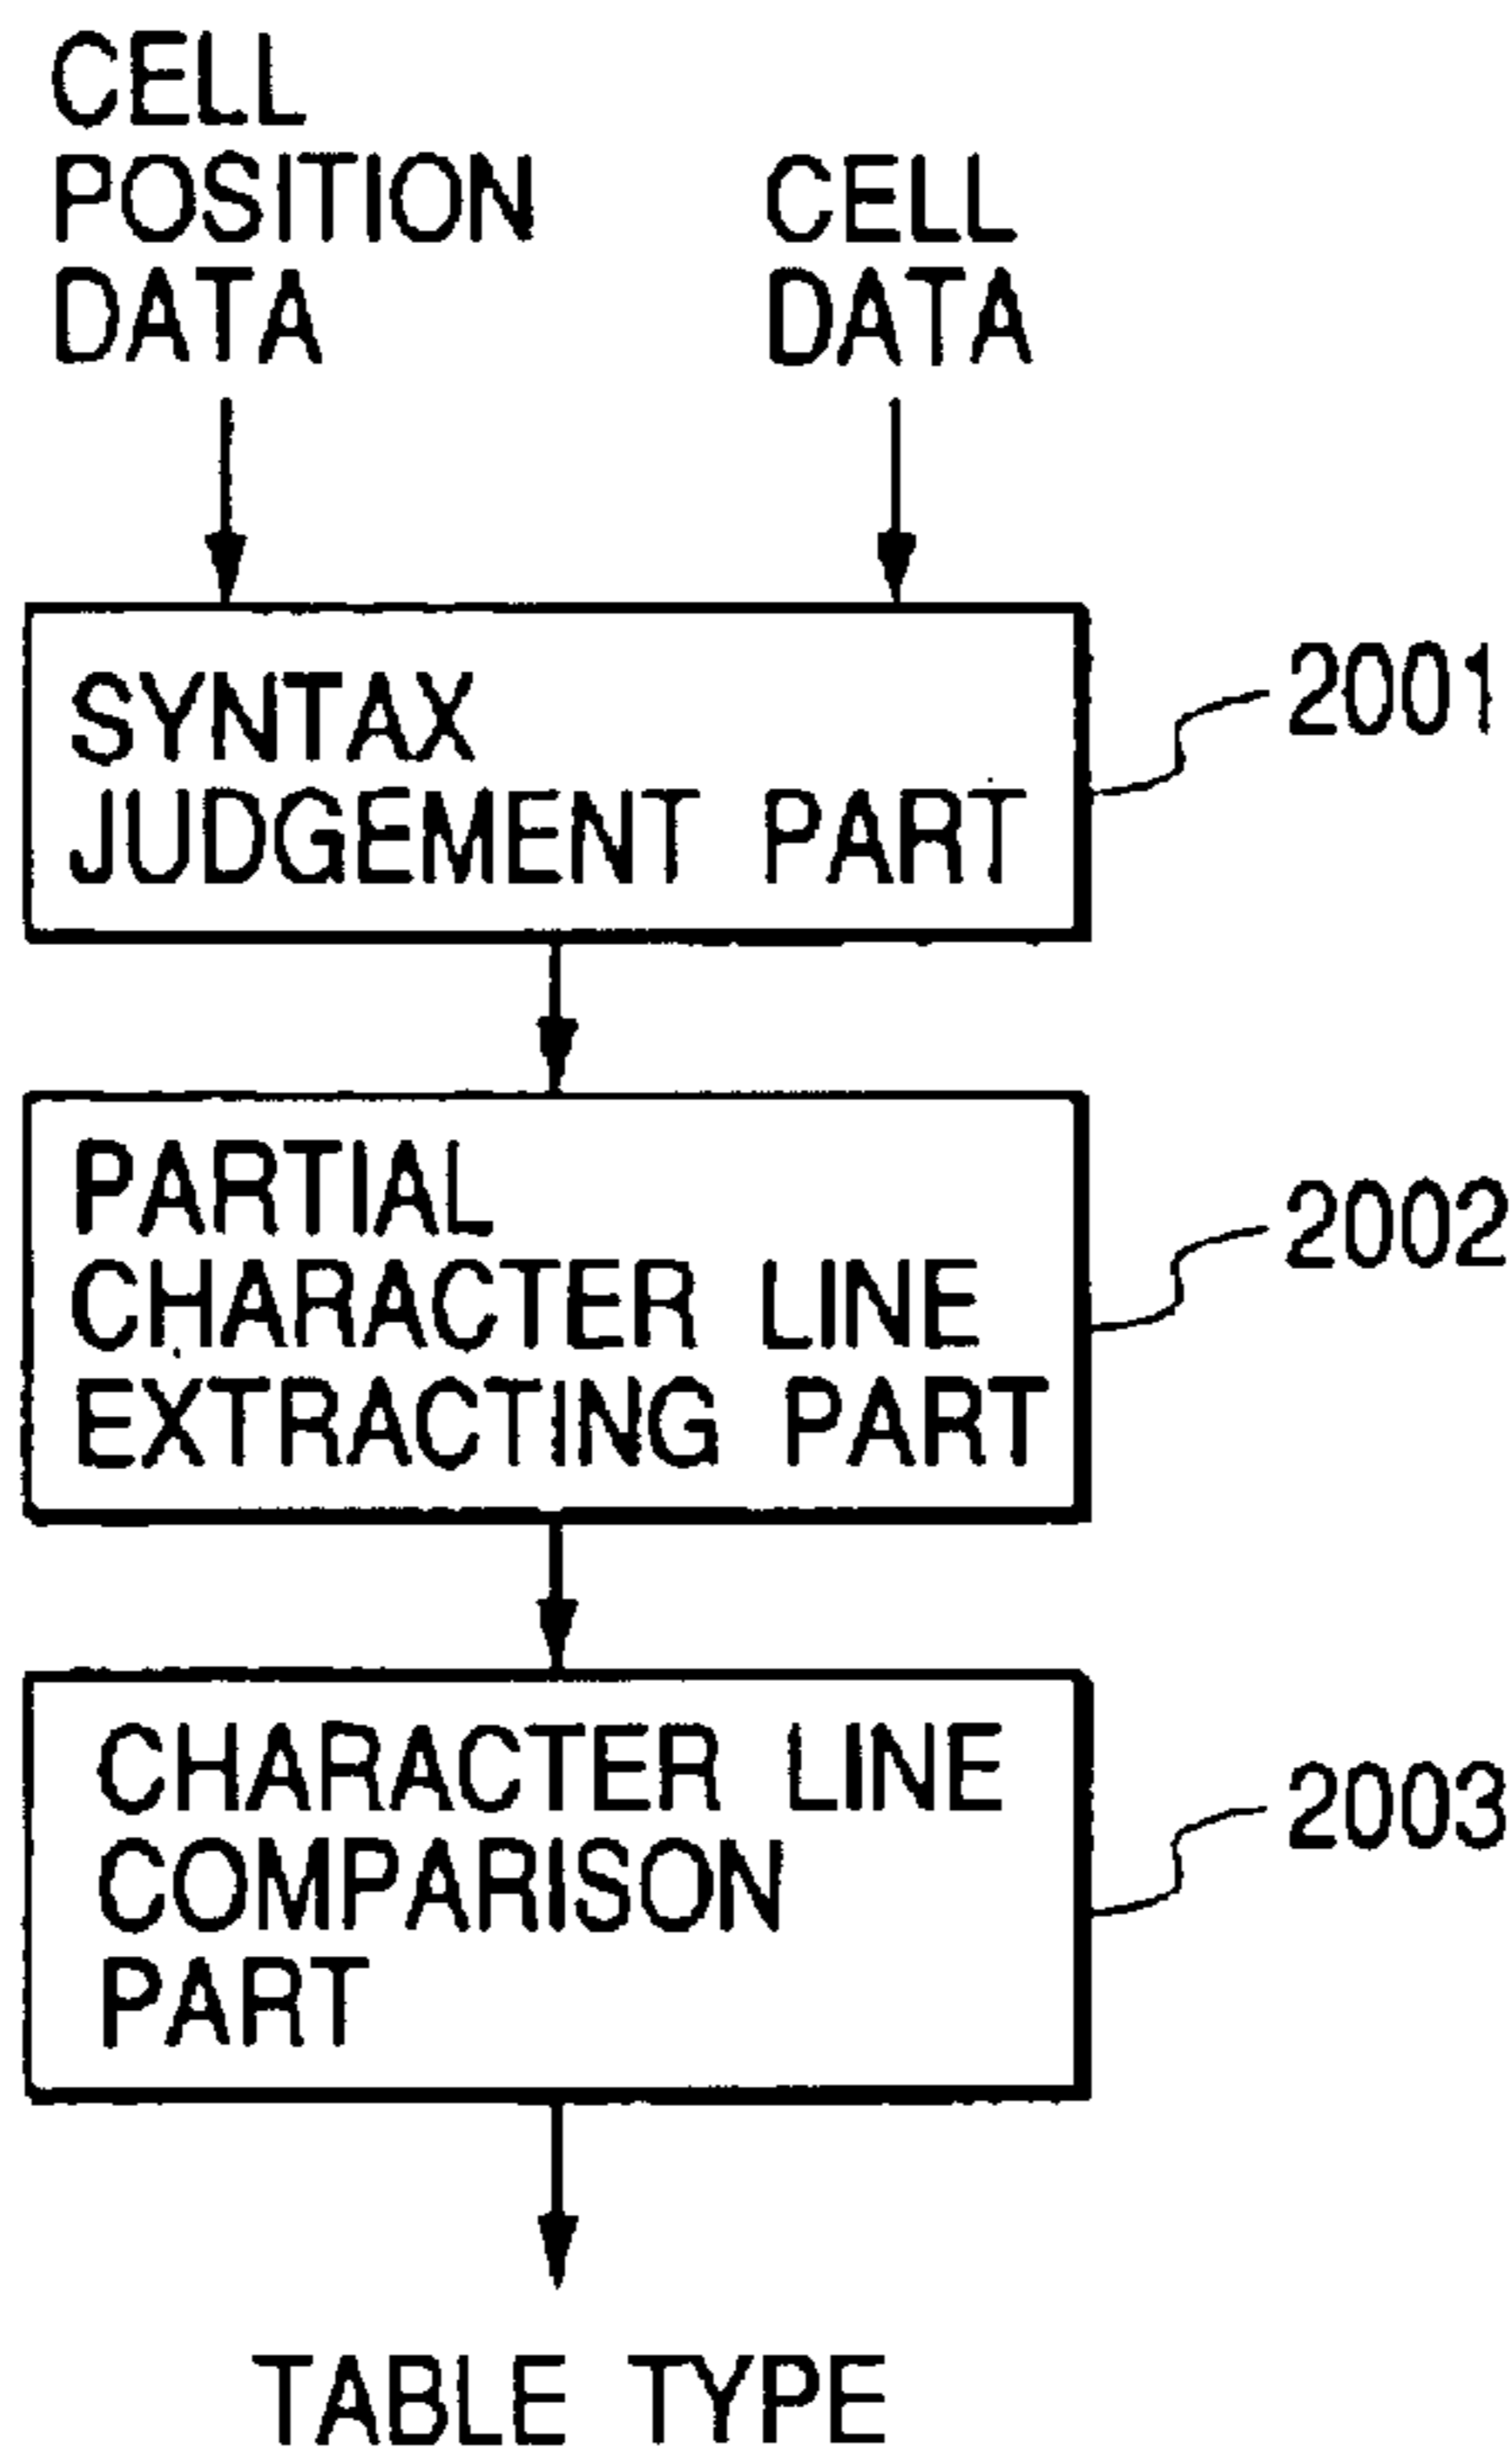 CELL
POSITION
DATA
CELL
DATA
SYNTAX
JUDGEMENT PART
2001
PARTIAL
CHARACTER LINE
EXTRACTING PART
2002
CHARACTER LINE
COMPARISON
PART
2003
TABLE TYPE